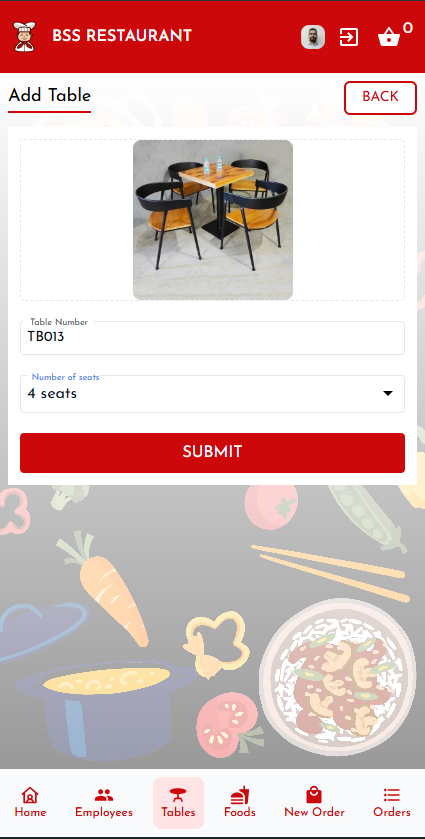 BSS RESTAURANT
0
Add Table
BACK
Table Number
TB013
Number of seats
4 seats
SUBMIT
Home
Employees
Tables
Foods
New Order
Orders